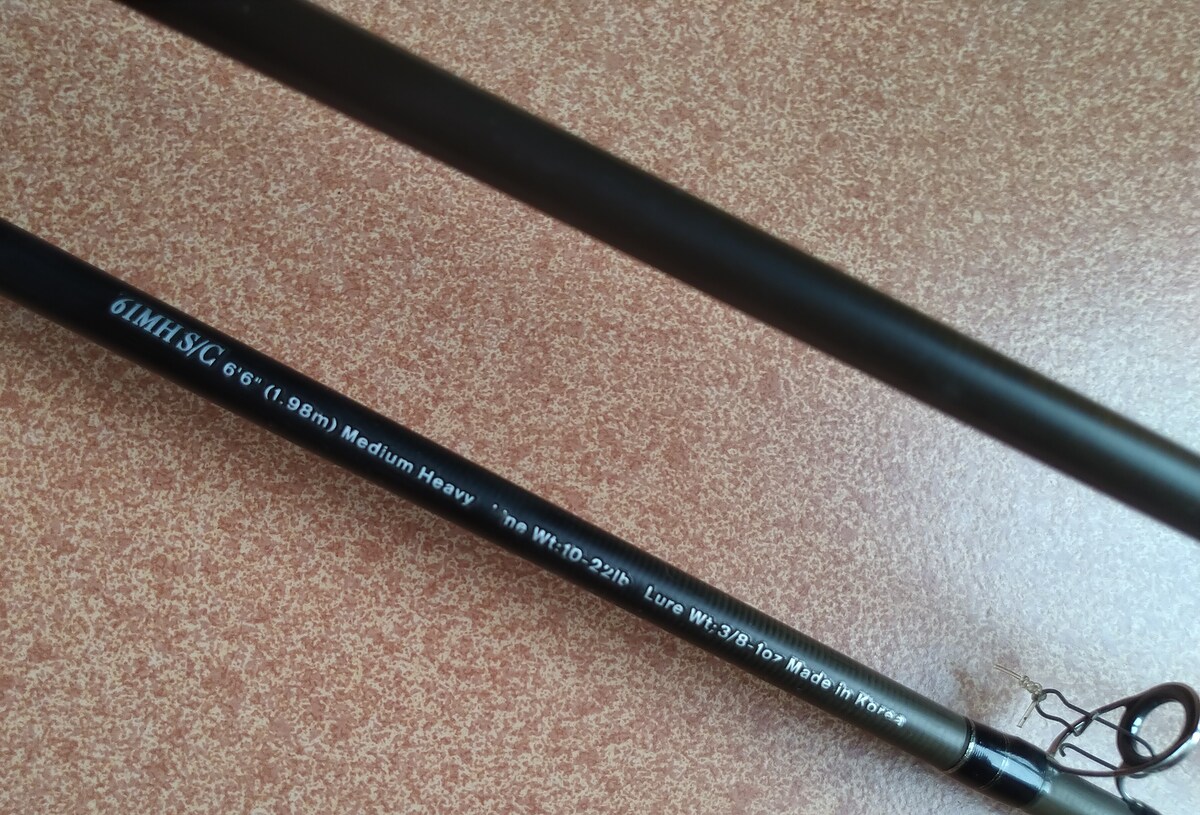 61MH S/C 6'6" (1.98m) Medium Heavy Line Wt:10-22lb Lure Wt:3/8-1oz Made in Korea